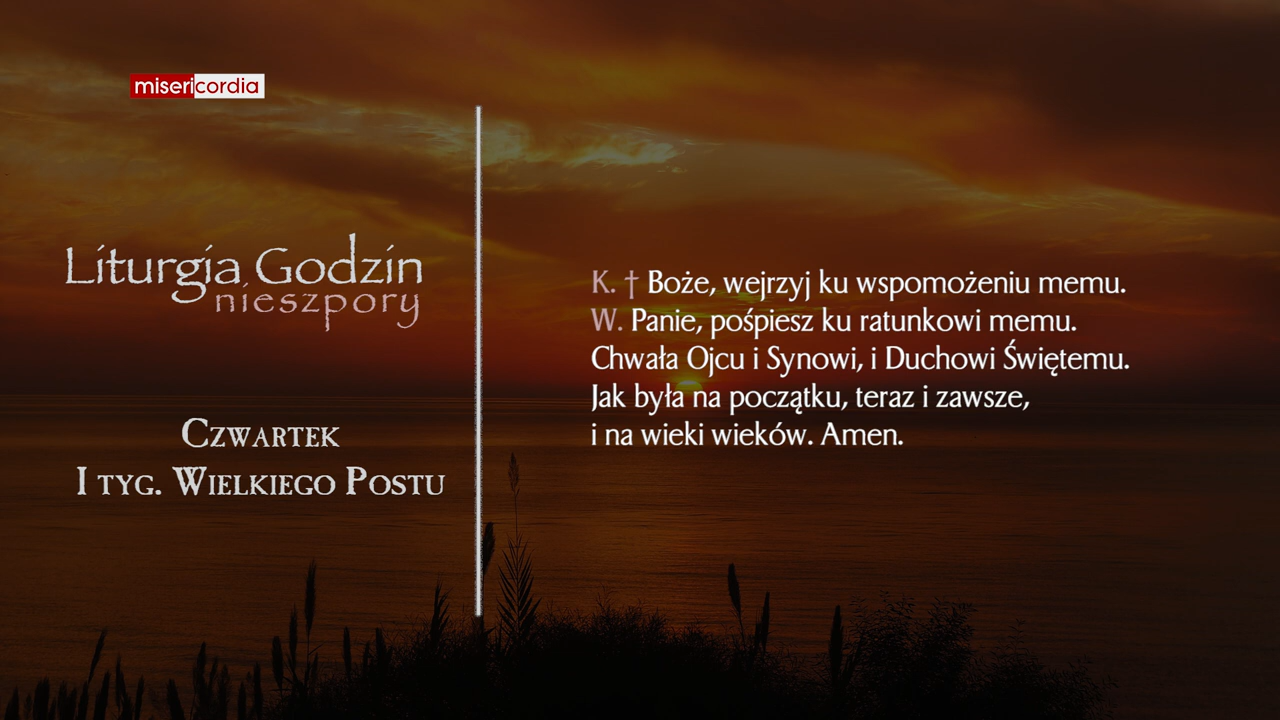 misericordia
Liturgia Godzin
nieszpory
Czwartek
I tyg. Wielkiego Postu
K. † Boże, wejrzyj ku wspomożeniu memu.
W. Panie, pośpiesz ku ratunkowi memu.
Chwała Ojcu i Synowi, i Duchowi Świętemu.
Jak była na początku, teraz i zawsze,
i na wieki wieków. Amen.